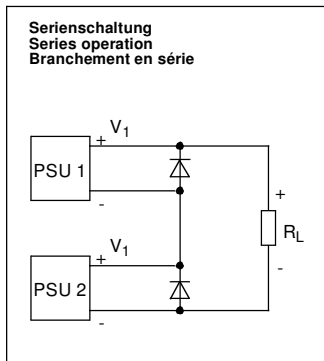 Serienschaltung
Series operation
Branchement en série
+ V1
PSU 1
-
+
RL
-
+ V1
PSU 2
-